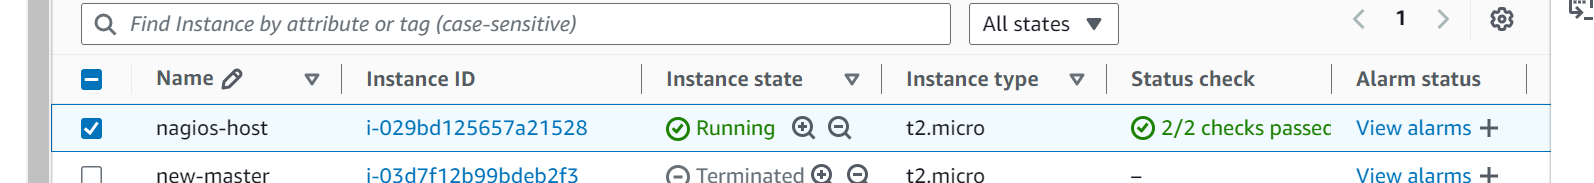 Find Instance by attribute or tag (case-sensitive) All states 1
Name Instance ID Instance state Instance type Status check Alarm status
nagios-host i-029bd125657a21528 Running t2.micro 2/2 checks passed View alarms
new-master i-03d7f12b99bdeb2f3 Terminated t2.micro – View alarms